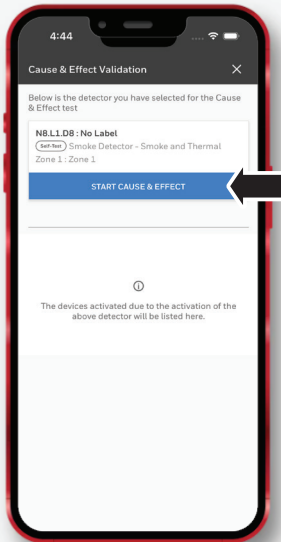 4:44
Cause & Effect Validation
Below is the detector you have selected for the Cause
& Effect test
N8.L1.D8 : No Label
Self-Test Smoke Detector - Smoke and Thermal
Zone 1 : Zone 1
START CAUSE & EFFECT
The devices activated due to the activation of the
above detector will be listed here.